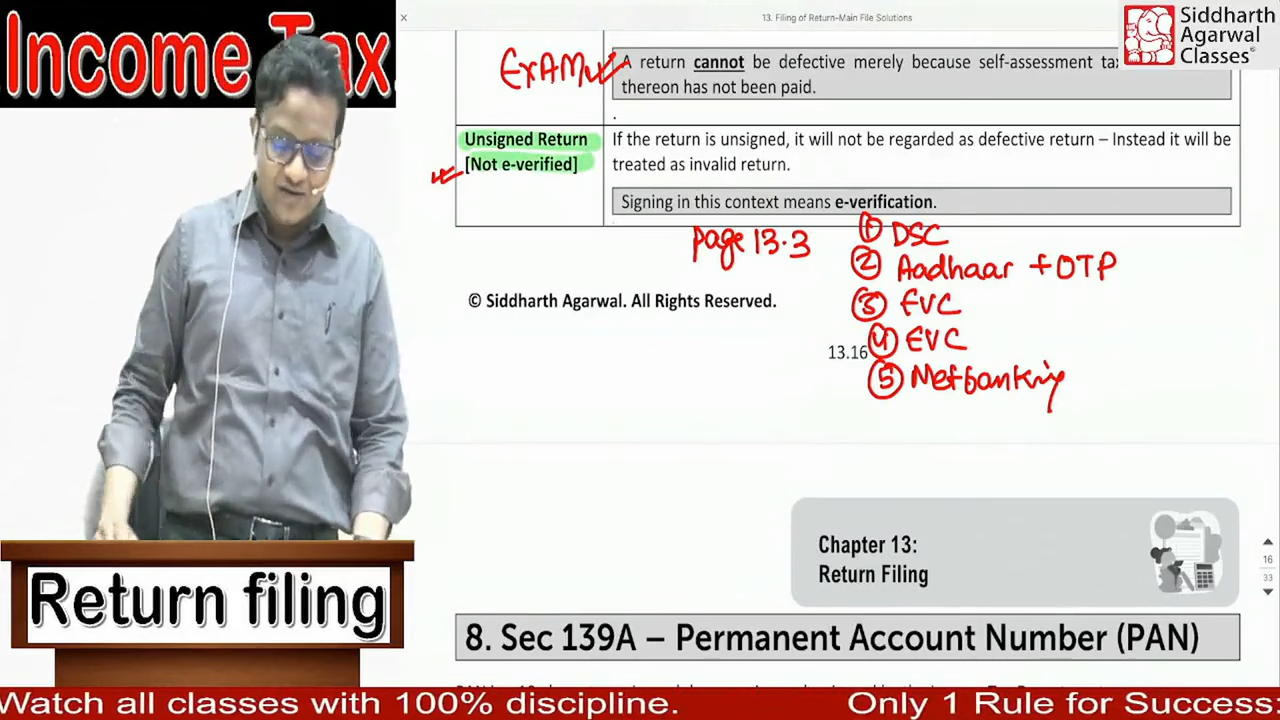 Income Tax.
13. Filing of Return-Main File Solutions
Siddharth
Agarwal
Classes®
ExAM
A return cannot be defective merely because self-assessment tax
thereon has not been paid.
Unsigned Return
[Not e-verified]
If the return is unsigned, it will not be regarded as defective return – Instead it will be
treated as invalid return.
Signing in this context means e-verification.
Page 13.3
① DSC
② Aadhaar + OTP
③ EVC
④ EVC
⑤ Netbanking
© Siddharth Agarwal. All Rights Reserved.
13.16
Chapter 13:
Return Filing
16
33
8. Sec 139A – Permanent Account Number (PAN)
Return filing
Watch all classes with 100% discipline.
Only 1 Rule for Success: